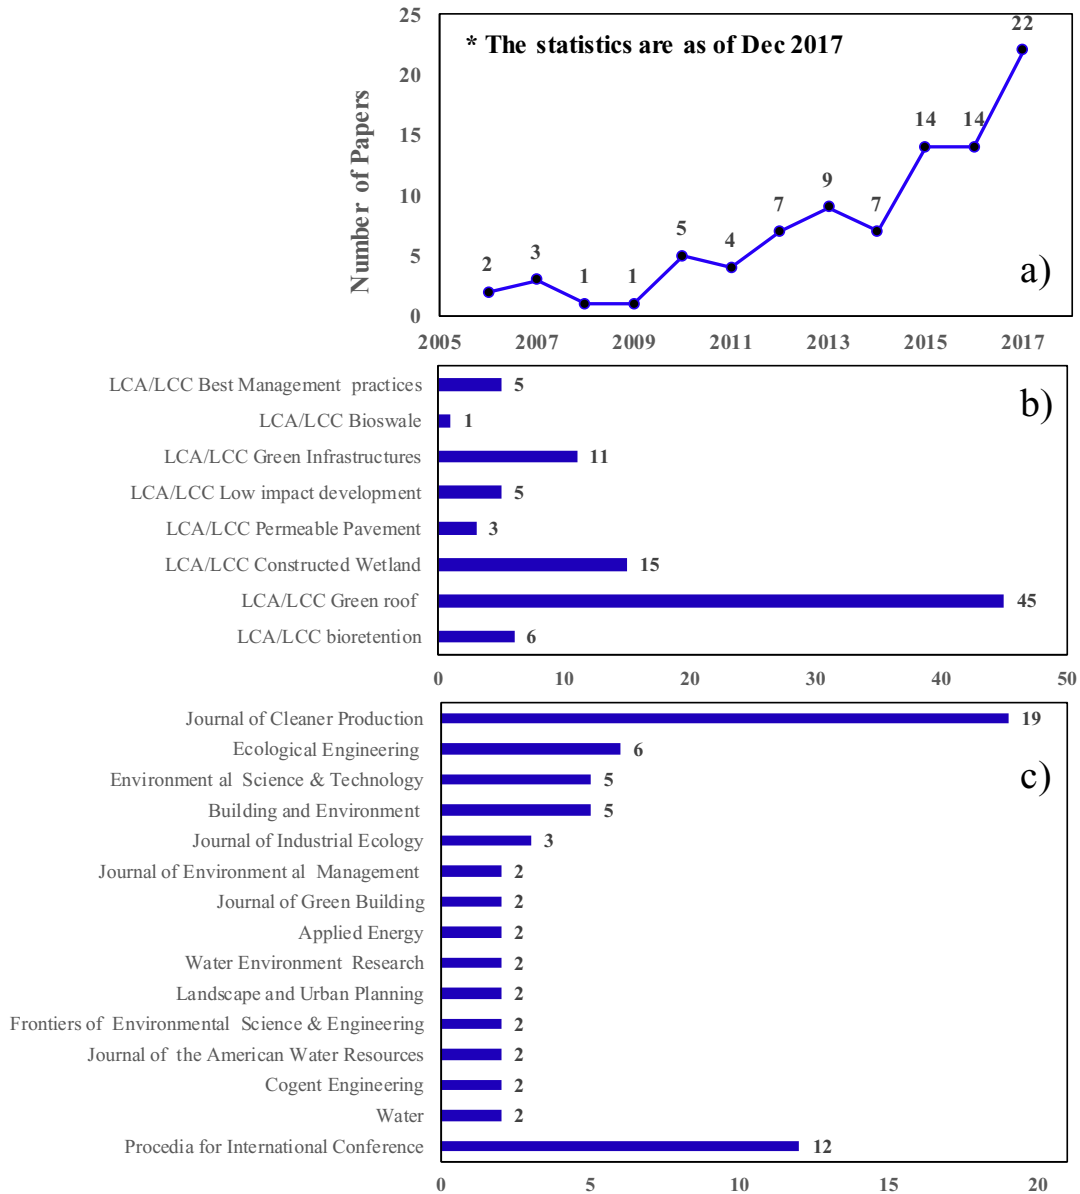 25
* The statistics are as of Dec 2017
22
20
Number of Papers
15
14
14
10
9
7
7
5
5
4
3
2
1
1
0
a)
2005 2007 2009 2011 2013 2015 2017
b)
LCA/LCC Best Management practices 5
LCA/LCC Bioswale 1
LCA/LCC Green Infrastructures 11
LCA/LCC Low impact development 5
LCA/LCC Permeable Pavement 3
LCA/LCC Constructed Wetland 15
LCA/LCC Green roof 45
LCA/LCC bioretention 6
0 10 20 30 40 50
Journal of Cleaner Production 19
Ecological Engineering 6
c)
Environment al Science & Technology 5
Building and Environment 5
Journal of Industrial Ecology 3
Journal of Environment al Management 2
Journal of Green Building 2
Applied Energy 2
Water Environment Research 2
Landscape and Urban Planning 2
Frontiers of Environmental Science & Engineering 2
Journal of the American Water Resources 2
Cogent Engineering 2
Water 2
Procedia for International Conference 12
0 5 10 15 20